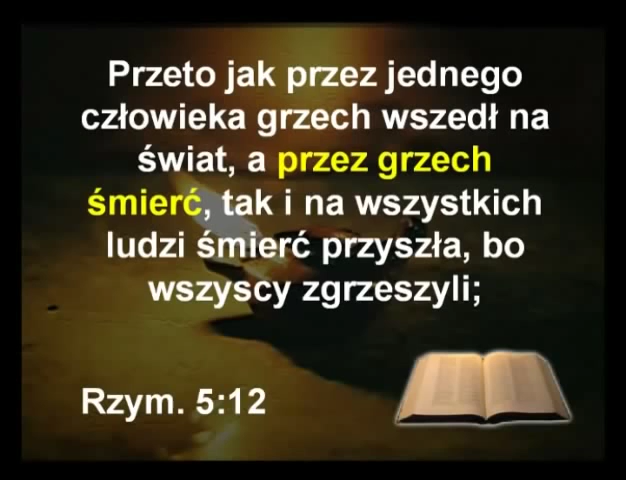 Przeto jak przez jednego
człowieka grzech wszedł na
świat, a przez grzech
śmierć, tak i na wszystkich
ludzi śmierć przyszła, bo
wszyscy zgrzeszyli;
Rzym. 5:12